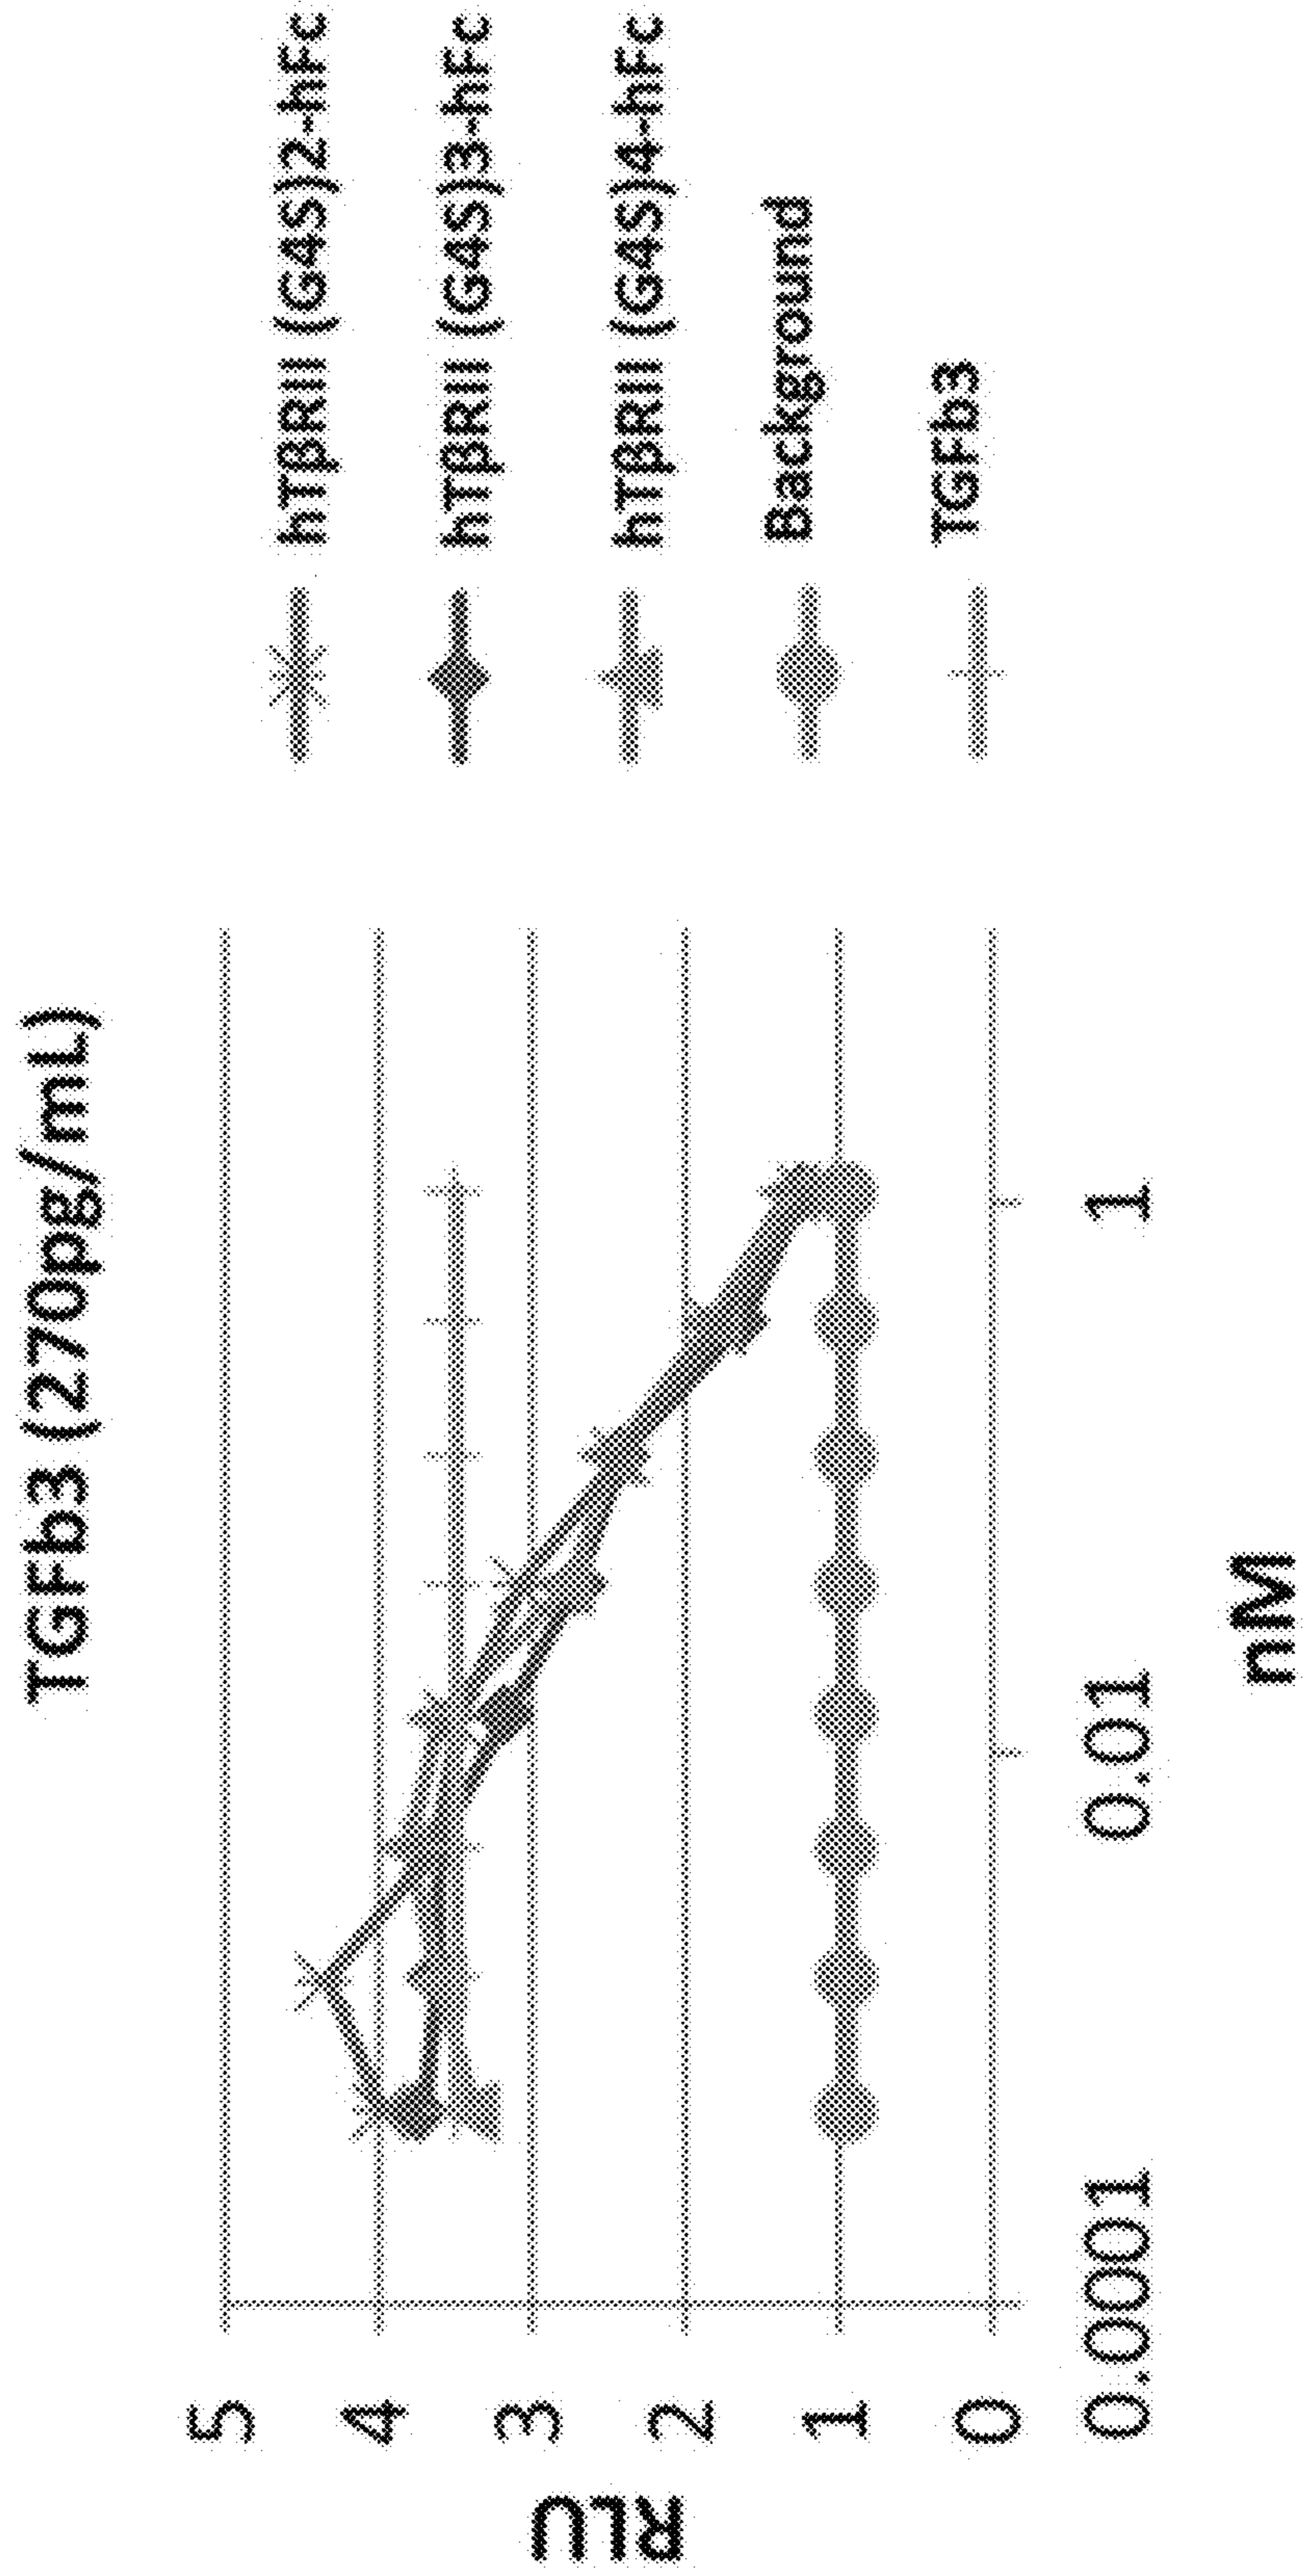 TGFb3 (270pg/mL)
RLU
5
4
3
2
1
0
0.0001
0.01
1
nM
hTβRII (G4S)2-hFc
hTβRII (G4S)3-hFc
hTβRII (G4S)4-hFc
Background
TGFb3